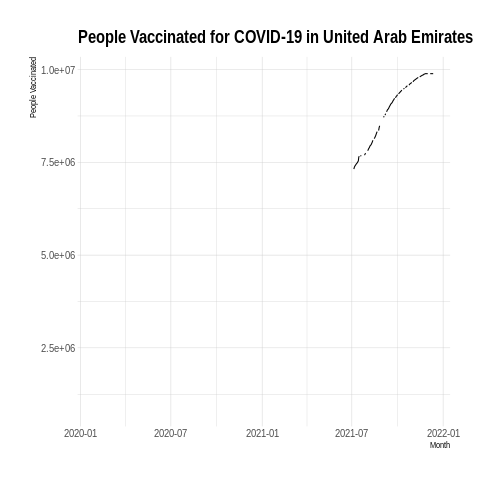 People Vaccinated for COVID-19 in United Arab Emirates
People Vaccinated
1.0e+07
7.5e+06
5.0e+06
2.5e+06
2020-01 2020-07 2021-01 2021-07 2022-01
Month